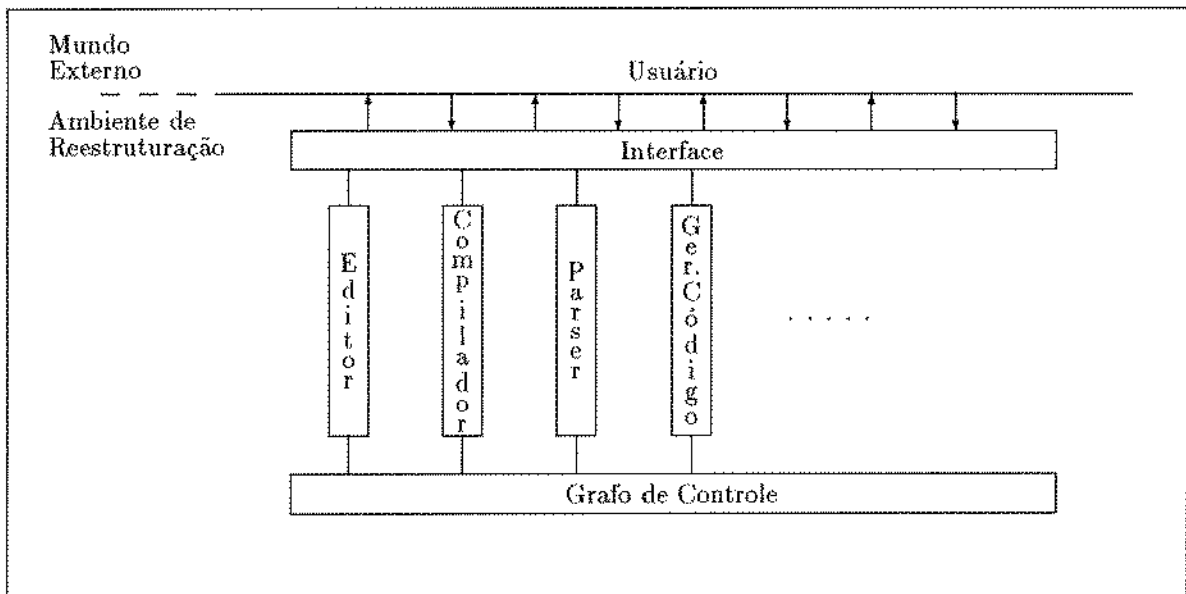 Mundo
Externo
Usuário
Ambiente de
Reestruturação
Interface
Editor
Compilador
Parser
Ger.Código
. . . . .
Grafo de Controle